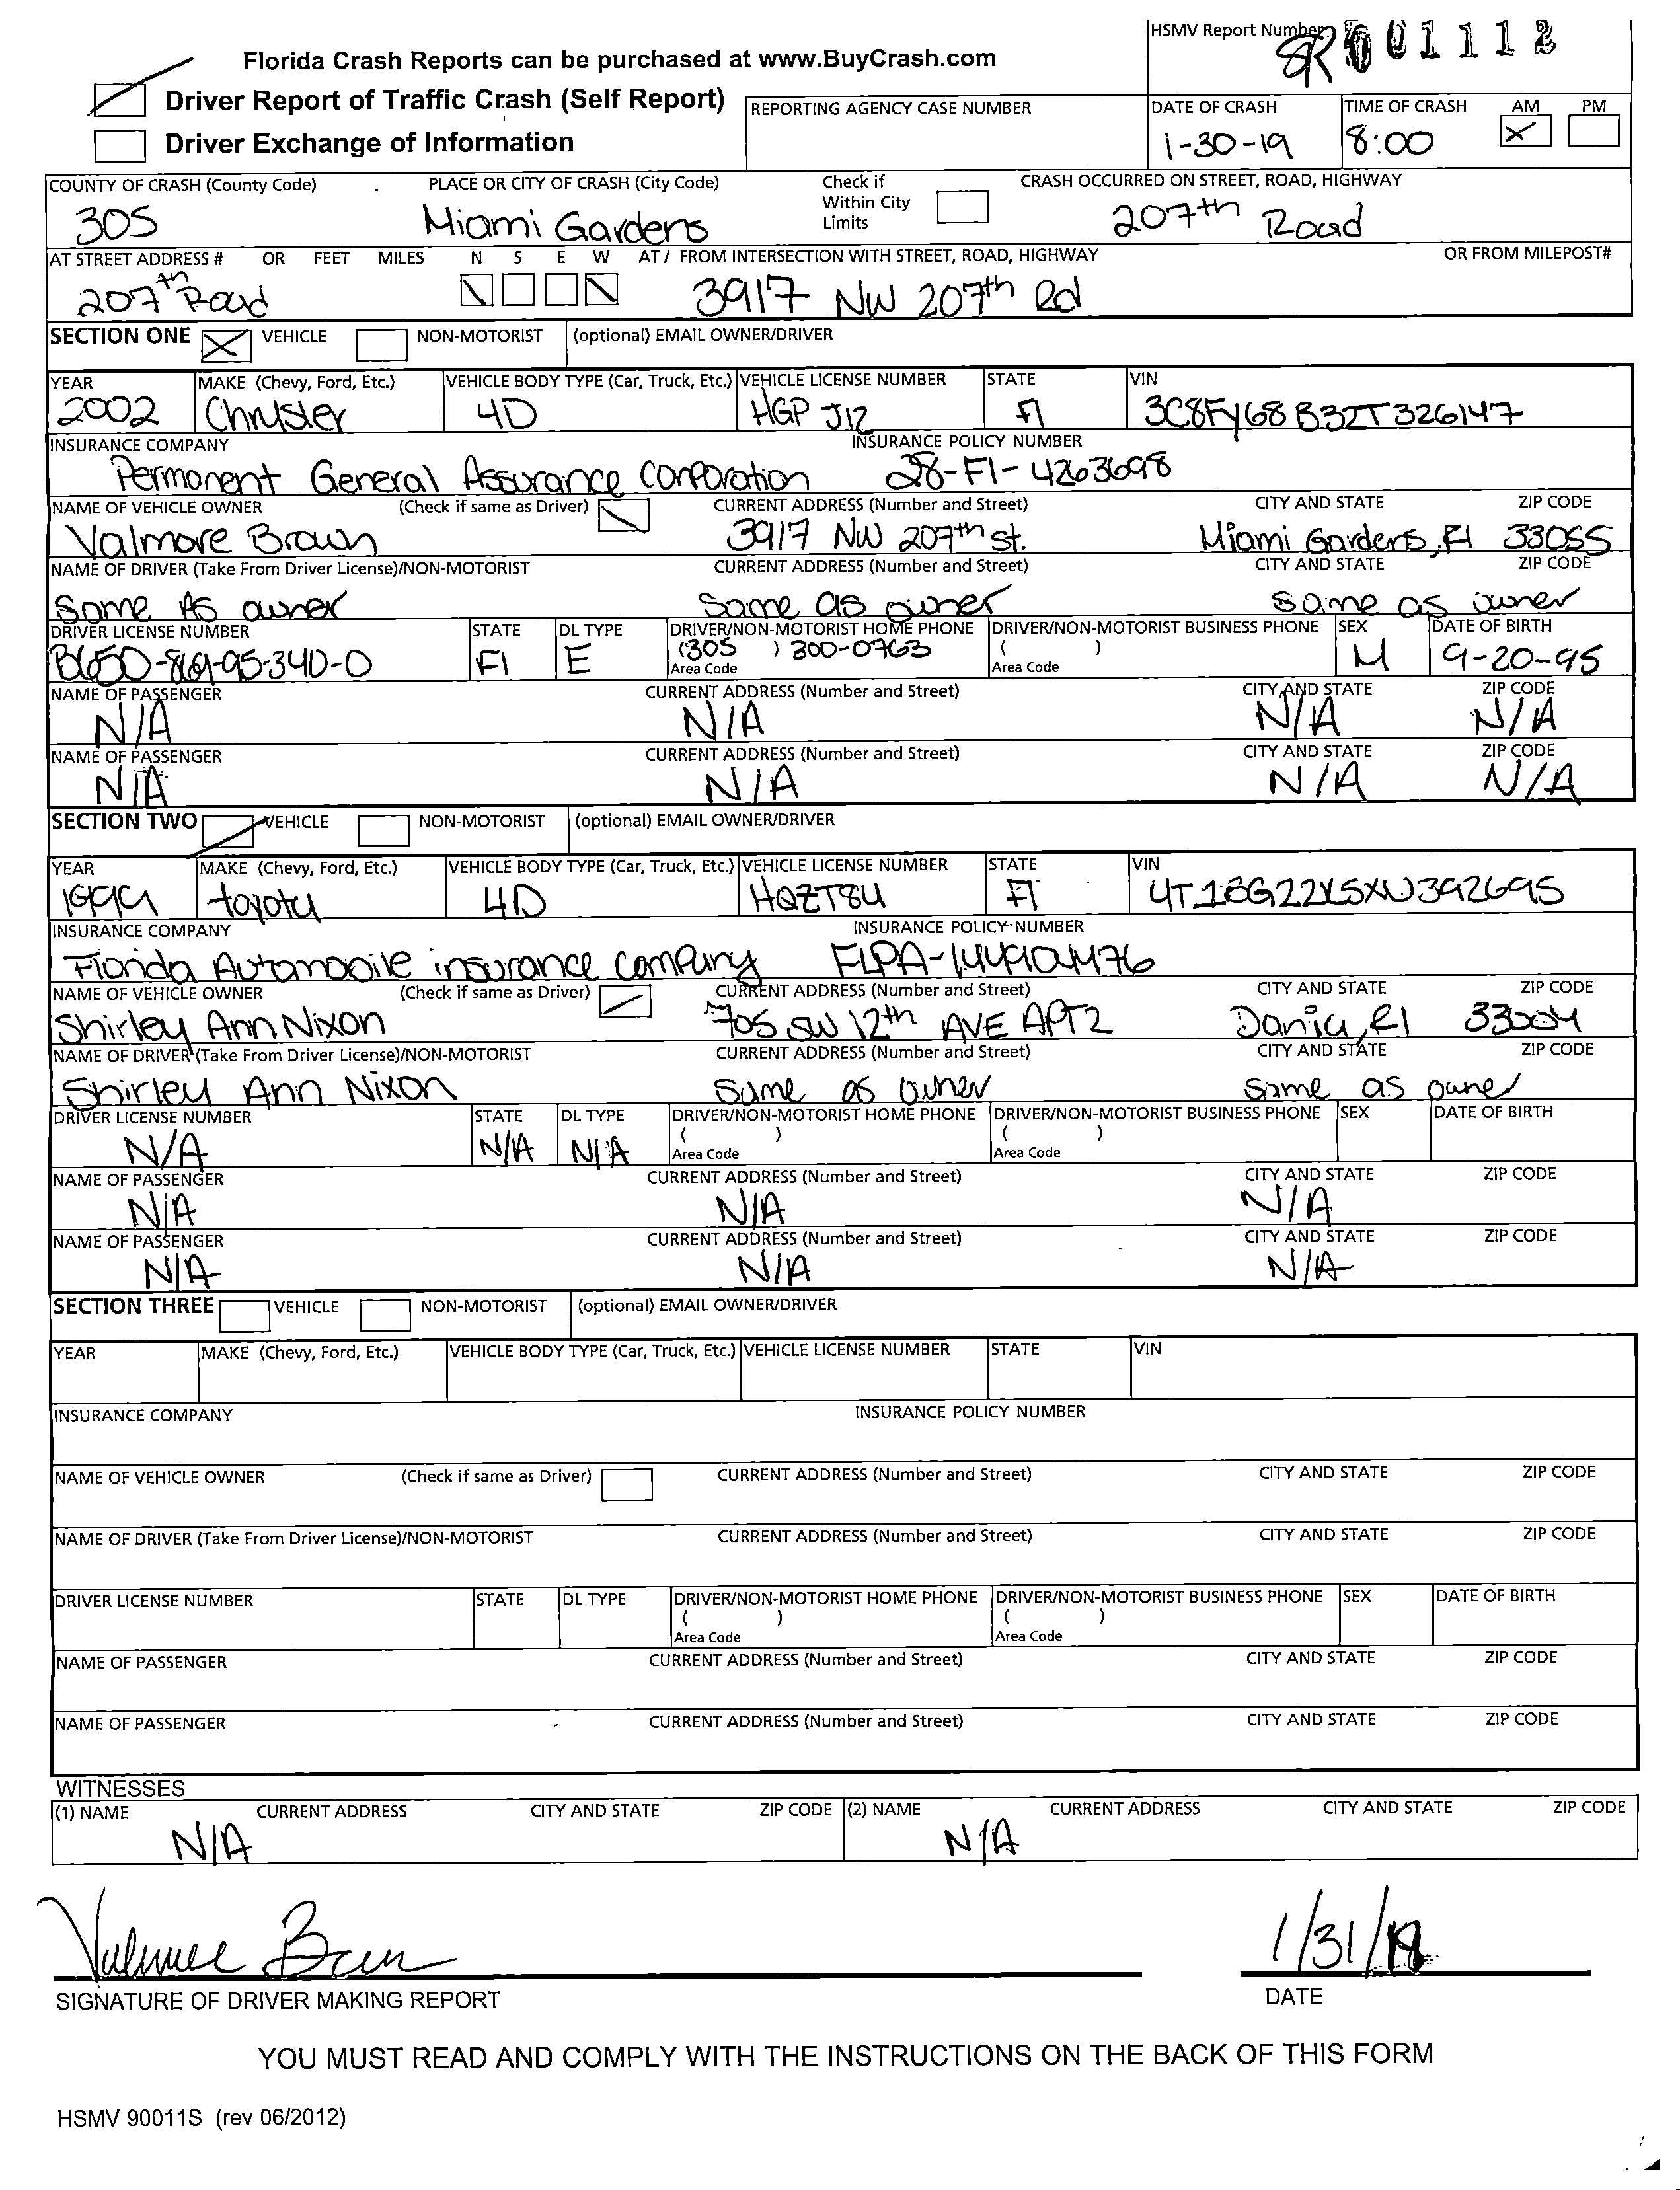 HSMV Report Number
001112
Florida Crash Reports can be purchased at www.BuyCrash.com
Driver Report of Traffic Crash (Self Report)
Driver Exchange of Information
REPORTING AGENCY CASE NUMBER DATE OF CRASH TIME OF CRASH AM PM
1-30-19 8:00 X
COUNTY OF CRASH (County Code) PLACE OR CITY OF CRASH (City Code) Check if Within City Limits CRASH OCCURRED ON STREET, ROAD, HIGHWAY
305 Miami Gardens 207th Road
AT STREET ADDRESS # OR FEET MILES N S E W AT / FROM INTERSECTION WITH STREET, ROAD, HIGHWAY OR FROM MILEPOST#
207th Road 3917 NW 207th Rd
SECTION ONE X VEHICLE NON-MOTORIST (optional) EMAIL OWNER/DRIVER
YEAR MAKE (Chevy, Ford, Etc.) VEHICLE BODY TYPE (Car, Truck, Etc.) VEHICLE LICENSE NUMBER STATE VIN
2002 Chrysler 4D HGP J12 Fl 3C8FY68B32T326147
INSURANCE COMPANY INSURANCE POLICY NUMBER
Permanent General Assurance Corporation 28-Fl-4263698
NAME OF VEHICLE OWNER (Check if same as Driver) CURRENT ADDRESS (Number and Street) CITY AND STATE ZIP CODE
Valmore Brown 3917 NW 207th st. Miami Gardens, Fl 33055
NAME OF DRIVER (Take From Driver License)/NON-MOTORIST CURRENT ADDRESS (Number and Street) CITY AND STATE ZIP CODE
Same As owner Same as owner same as owner
DRIVER LICENSE NUMBER STATE DL TYPE DRIVER/NON-MOTORIST HOME PHONE DRIVER/NON-MOTORIST BUSINESS PHONE SEX DATE OF BIRTH
B650-861-95-340-0 Fl E (305) 300-0763 ( ) M 9-20-95
Area Code Area Code
NAME OF PASSENGER CURRENT ADDRESS (Number and Street) CITY AND STATE ZIP CODE
N/A N/A N/A N/A
NAME OF PASSENGER CURRENT ADDRESS (Number and Street) CITY AND STATE ZIP CODE
N/A N/A N/A N/A
SECTION TWO VEHICLE NON-MOTORIST (optional) EMAIL OWNER/DRIVER
YEAR MAKE (Chevy, Ford, Etc.) VEHICLE BODY TYPE (Car, Truck, Etc.) VEHICLE LICENSE NUMBER STATE VIN
1999 toyota 4D HQZT84 Fl 4T1BG22K5XU392695
INSURANCE COMPANY INSURANCE POLICY NUMBER
Florida Automobile insurance company
NAME OF VEHICLE OWNER (Check if same as Driver) CURRENT ADDRESS (Number and Street) CITY AND STATE ZIP CODE
Shirley Ann Nixon 705 SW 12th AVE APT2 Dania, Fl 33004
NAME OF DRIVER (Take From Driver License)/NON-MOTORIST CURRENT ADDRESS (Number and Street) CITY AND STATE ZIP CODE
Shirley Ann Nixon same as owner same as owner
DRIVER LICENSE NUMBER STATE DL TYPE DRIVER/NON-MOTORIST HOME PHONE DRIVER/NON-MOTORIST BUSINESS PHONE SEX DATE OF BIRTH
N/A N/A N/A ( ) ( )
Area Code Area Code
NAME OF PASSENGER CURRENT ADDRESS (Number and Street) CITY AND STATE ZIP CODE
N/A N/A N/A
NAME OF PASSENGER CURRENT ADDRESS (Number and Street) CITY AND STATE ZIP CODE
N/A N/A N/A
SECTION THREE VEHICLE NON-MOTORIST (optional) EMAIL OWNER/DRIVER
YEAR MAKE (Chevy, Ford, Etc.) VEHICLE BODY TYPE (Car, Truck, Etc.) VEHICLE LICENSE NUMBER STATE VIN
INSURANCE COMPANY INSURANCE POLICY NUMBER
NAME OF VEHICLE OWNER (Check if same as Driver) CURRENT ADDRESS (Number and Street) CITY AND STATE ZIP CODE
NAME OF DRIVER (Take From Driver License)/NON-MOTORIST CURRENT ADDRESS (Number and Street) CITY AND STATE ZIP CODE
DRIVER LICENSE NUMBER STATE DL TYPE DRIVER/NON-MOTORIST HOME PHONE DRIVER/NON-MOTORIST BUSINESS PHONE SEX DATE OF BIRTH
( ) ( )
Area Code Area Code
NAME OF PASSENGER CURRENT ADDRESS (Number and Street) CITY AND STATE ZIP CODE
NAME OF PASSENGER CURRENT ADDRESS (Number and Street) CITY AND STATE ZIP CODE
WITNESSES
(1) NAME CURRENT ADDRESS CITY AND STATE ZIP CODE (2) NAME CURRENT ADDRESS CITY AND STATE ZIP CODE
N/A N/A
1/31/19
SIGNATURE OF DRIVER MAKING REPORT DATE
YOU MUST READ AND COMPLY WITH THE INSTRUCTIONS ON THE BACK OF THIS FORM
HSMV 90011S (rev 06/2012)